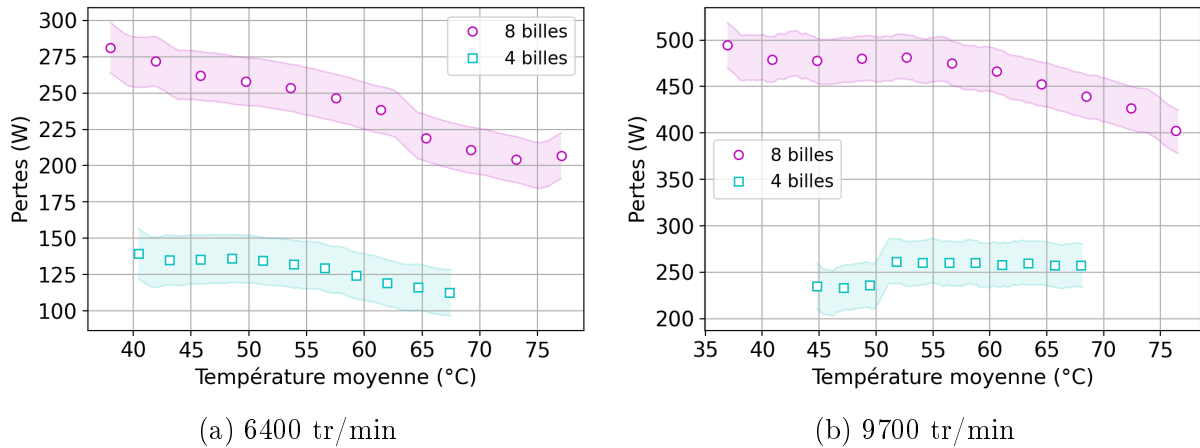 300
275
250
225
200
175
150
125
100
Pertes (W)
8 billes
4 billes
40 45 50 55 60 65 70 75
Température moyenne (°C)
(a) 6400 tr/min
500
450
400
350
300
250
200
Pertes (W)
8 billes
4 billes
35 40 45 50 55 60 65 70 75
Température moyenne (°C)
(b) 9700 tr/min